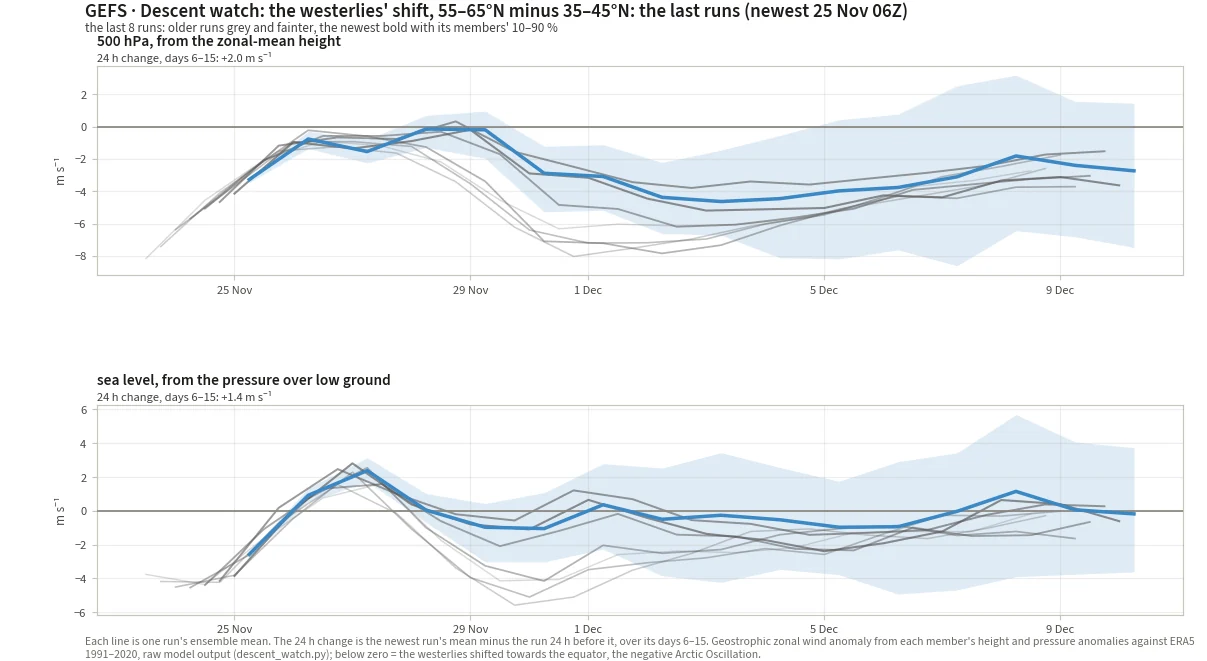 GEFS · Descent watch: the westerlies' shift, 55–65°N minus 35–45°N: the last runs (newest 25 Nov 06Z)
the last 8 runs: older runs grey and fainter, the newest bold with its members' 10–90 %
500 hPa, from the zonal-mean height
24 h change, days 6–15: +2.0 m s⁻¹
2
0
−2
−4
−6
−8
m s⁻¹
25 Nov
29 Nov
1 Dec
5 Dec
9 Dec
sea level, from the pressure over low ground
24 h change, days 6–15: +1.4 m s⁻¹
6
4
2
0
−2
−4
−6
m s⁻¹
25 Nov
29 Nov
1 Dec
5 Dec
9 Dec
Each line is one run's ensemble mean. The 24 h change is the newest run's mean minus the run 24 h before it, over its days 6–15. Geostrophic zonal wind anomaly from each member's height and pressure anomalies against ERA5
1991–2020, raw model output (descent_watch.py); below zero = the westerlies shifted towards the equator, the negative Arctic Oscillation.